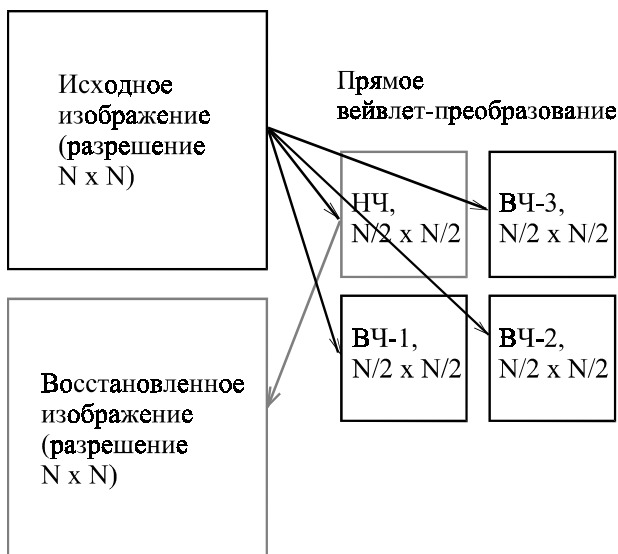 Исходное
изображение
(разрешение
N x N)
Прямое
вейвлет-преобразование
НЧ,
N/2 x N/2
ВЧ-3,
N/2 x N/2
ВЧ-1,
N/2 x N/2
ВЧ-2,
N/2 x N/2
Восстановленное
изображение
(разрешение
N x N)